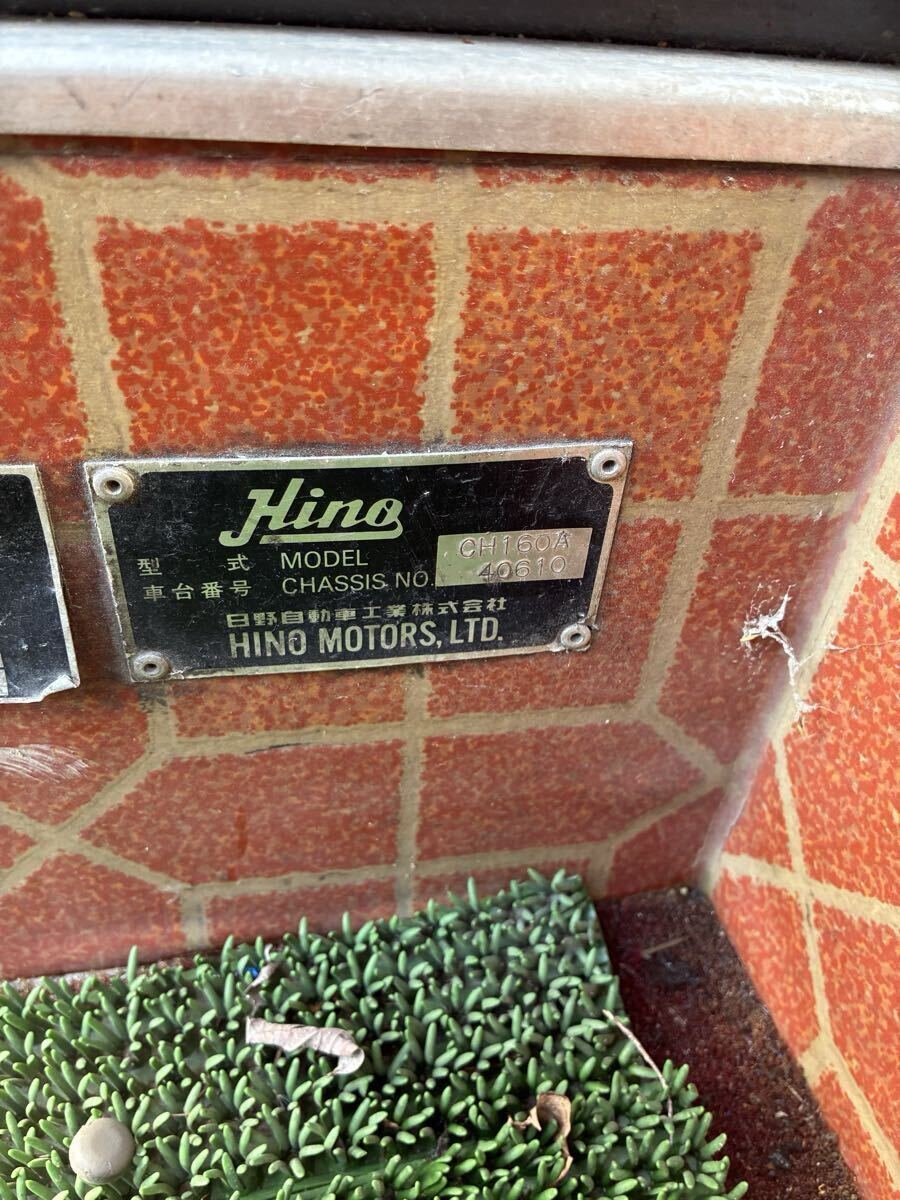 Hino
型式 MODEL CH160A
車台番号 CHASSIS NO. 40610
日野自動車工業株式会社
HINO MOTORS, LTD.